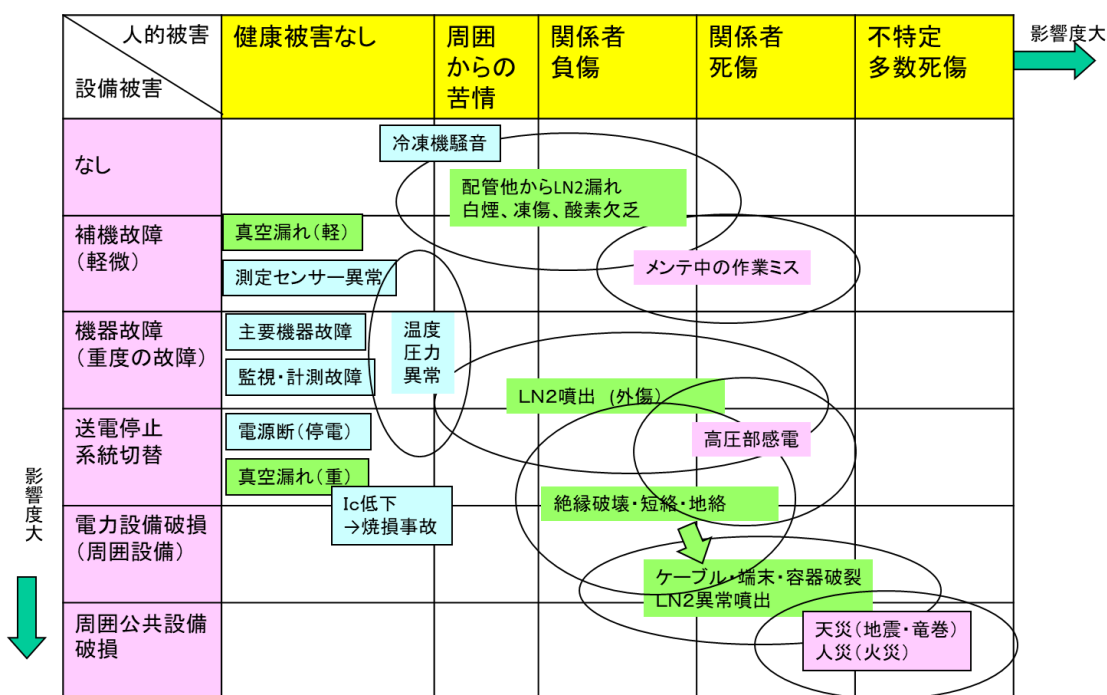 人的被害
設備被害
健康被害なし
周囲
からの
苦情
関係者
負傷
関係者
死傷
不特定
多数死傷
影響度大
なし
冷凍機騒音
配管他からLN2漏れ
白煙、凍傷、酸素欠乏
補機故障
（軽微）
真空漏れ（軽）
測定センサー異常
メンテ中の作業ミス
機器故障
（重度の故障）
主要機器故障
監視・計測故障
温度
圧力
異常
LN２噴出 （外傷）
送電停止
系統切替
電源断（停電）
真空漏れ（重）
高圧部感電
Ic低下
→焼損事故
絶縁破壊・短絡・地絡
電力設備破損
（周囲設備）
ケーブル・端末・容器破裂
LN２異常噴出
周囲公共設備
破損
天災（地震・竜巻）
人災（火災）
影響度大